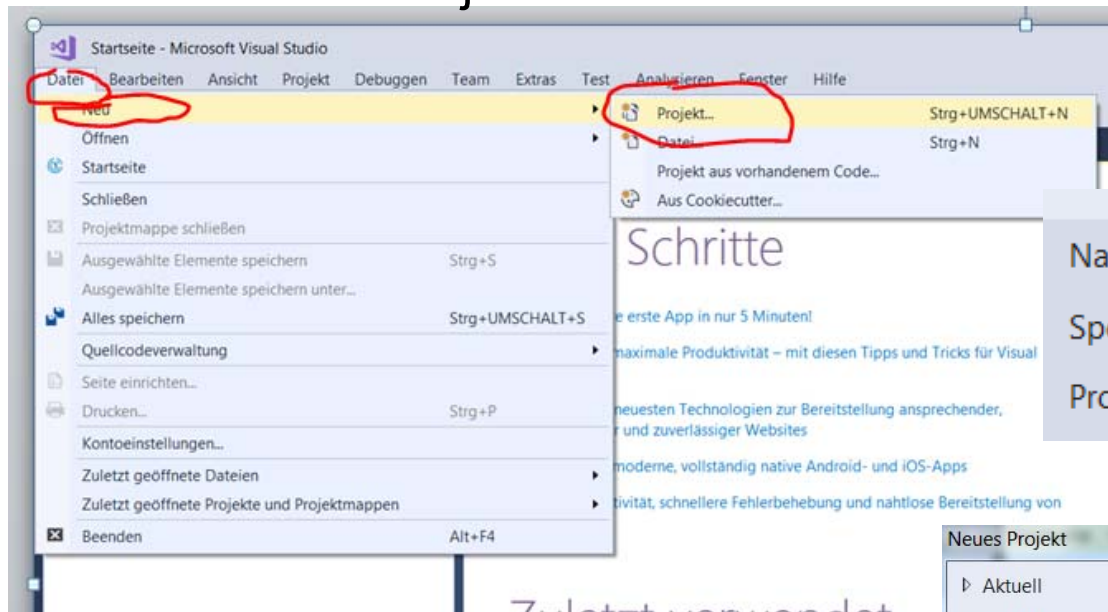 Startseite - Microsoft Visual Studio
Datei Bearbeiten Ansicht Projekt Debuggen Team Extras Test Analysieren Fenster Hilfe
Neu
Öffnen
Startseite
Schließen
Projektmappe schließen
Ausgewählte Elemente speichern Strg+S
Ausgewählte Elemente speichern unter...
Alles speichern Strg+UMSCHALT+S
Quellcodeverwaltung
Seite einrichten...
Drucken... Strg+P
Kontoeinstellungen...
Zuletzt geöffnete Dateien
Zuletzt geöffnete Projekte und Projektmappen
Beenden Alt+F4
Projekt... Strg+UMSCHALT+N
Datei... Strg+N
Projekt aus vorhandenem Code...
Aus Cookiecutter...
Schritte
erste App in nur 5 Minuten!
maximale Produktivität – mit diesen Tipps und Tricks für Visual
neuesten Technologien zur Bereitstellung ansprechender,
und zuverlässiger Websites
moderne, vollständig native Android- und iOS-Apps
schnellere Fehlerbehebung und nahtlose Bereitstellung von
Neues Projekt
Aktuell